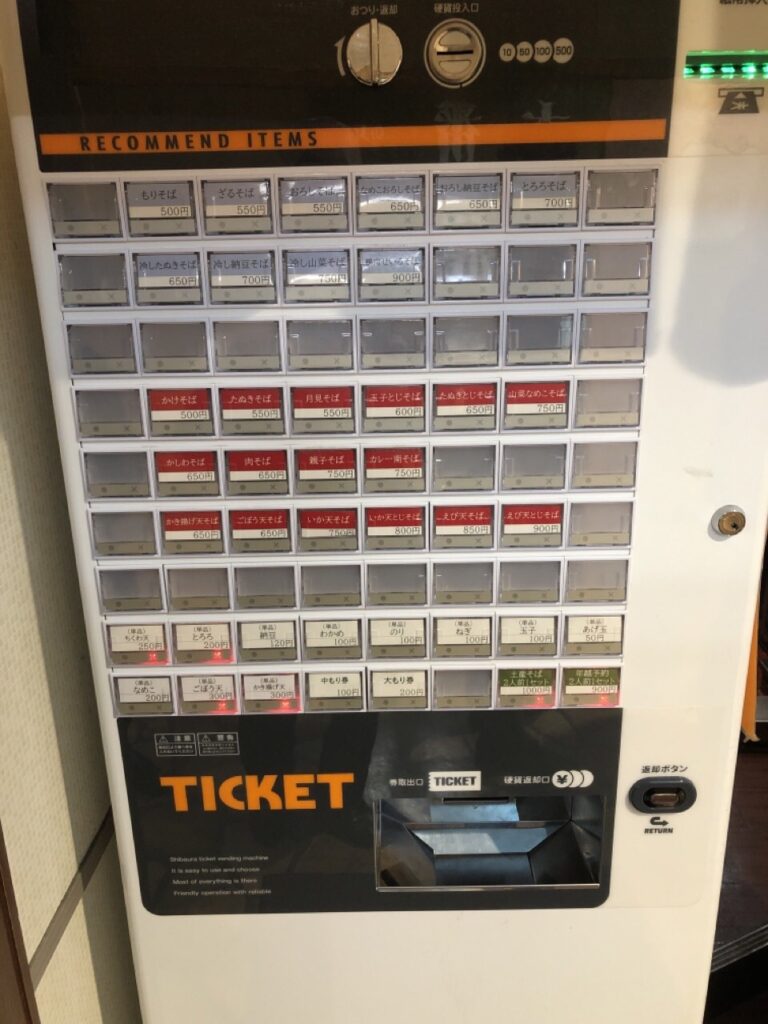 おつり・返却
硬貨投入口
10 50 100 500
RECOMMEND ITEMS
もりそば
500円
ざるそば
550円
おろしそば
550円
なめこおろしそば
650円
おろし納豆そば
650円
とろろそば
700円
冷したぬきそば
650円
冷し納豆そば
700円
冷し山菜そば
750円
900円
かけそば
500円
たぬきそば
550円
月見そば
550円
玉子とじそば
600円
たぬきとじそば
650円
山菜なめこそば
750円
かしわそば
650円
肉そば
650円
親子そば
750円
カレー南そば
750円
かき揚げ天そば
650円
ごぼう天そば
650円
いか天そば
750円
いか天とじそば
800円
えび天そば
850円
えび天とじそば
900円
(単品)
ちくわ天
250円
(単品)
とろろ
200円
(単品)
納豆
120円
(単品)
わかめ
100円
(単品)
のり
100円
(単品)
ねぎ
100円
(単品)
玉子
100円
(単品)
あげ玉
50円
(単品)
なめこ
200円
(単品)
ごぼう天
300円
(単品)
かき揚げ天
300円
中もり券
100円
大もり券
200円
土産そば
2人前1セット
1000円
年越予約
2人前1セット
900円
注意
警告
TICKET
券取出口 TICKET
硬貨返却口 ¥
返却ボタン
RETURN
Shibaura ticket vending machine
It is easy to use and choose
Most of everything is there
Friendly operation with reliable